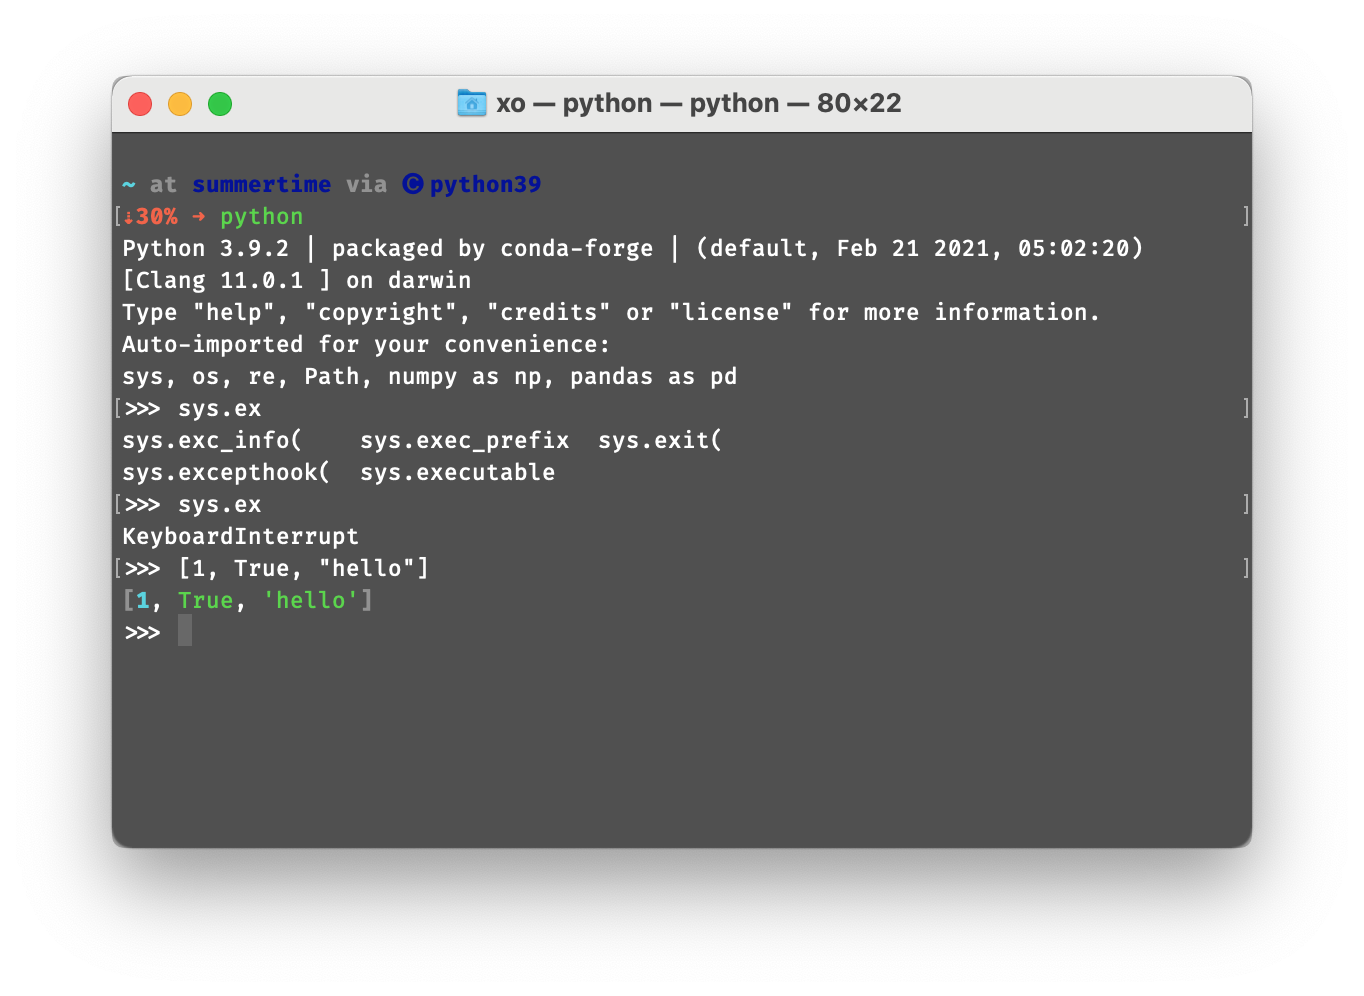 xo — python — python — 80×22
~ at summertime via 🅒 python39
[⇣30% ➜ python ]
Python 3.9.2 | packaged by conda-forge | (default, Feb 21 2021, 05:02:20)
[Clang 11.0.1 ] on darwin
Type "help", "copyright", "credits" or "license" for more information.
Auto-imported for your convenience:
sys, os, re, Path, numpy as np, pandas as pd
[>>> sys.ex ]
sys.exc_info(    sys.exec_prefix  sys.exit(
sys.excepthook(  sys.executable
[>>> sys.ex ]
KeyboardInterrupt
[>>> [1, True, "hello"] ]
[1, True, 'hello']
>>>